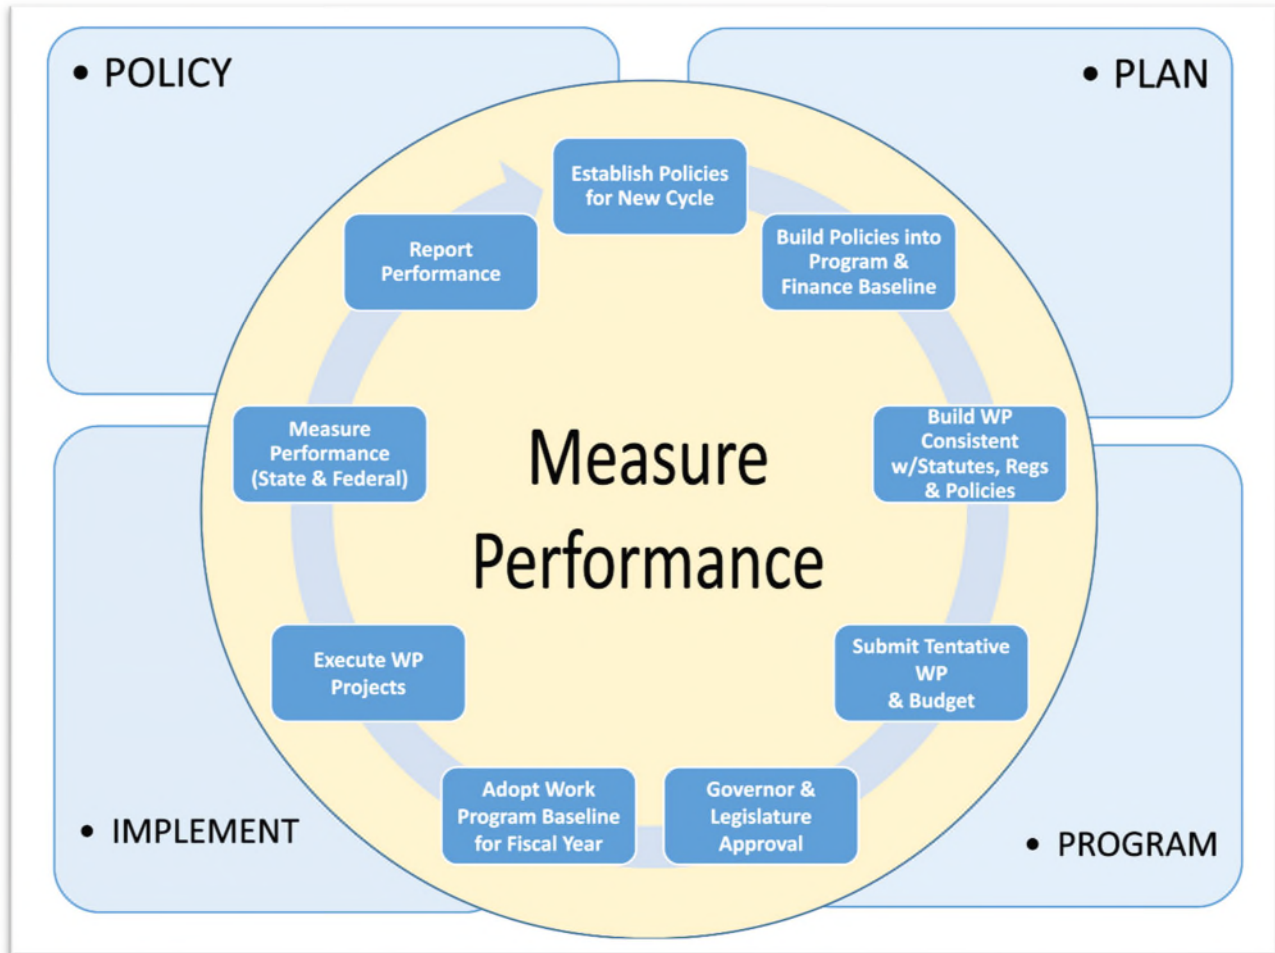 • POLICY
• PLAN
Establish Policies
for New Cycle
Build Policies into
Program &
Finance Baseline
Build WP
Consistent
w/Statutes, Regs
& Policies
Submit Tentative
WP
& Budget
Governor &
Legislature
Approval
Adopt Work
Program Baseline
for Fiscal Year
Execute WP
Projects
Measure
Performance
(State & Federal)
Report
Performance
Measure
Performance
• IMPLEMENT
• PROGRAM